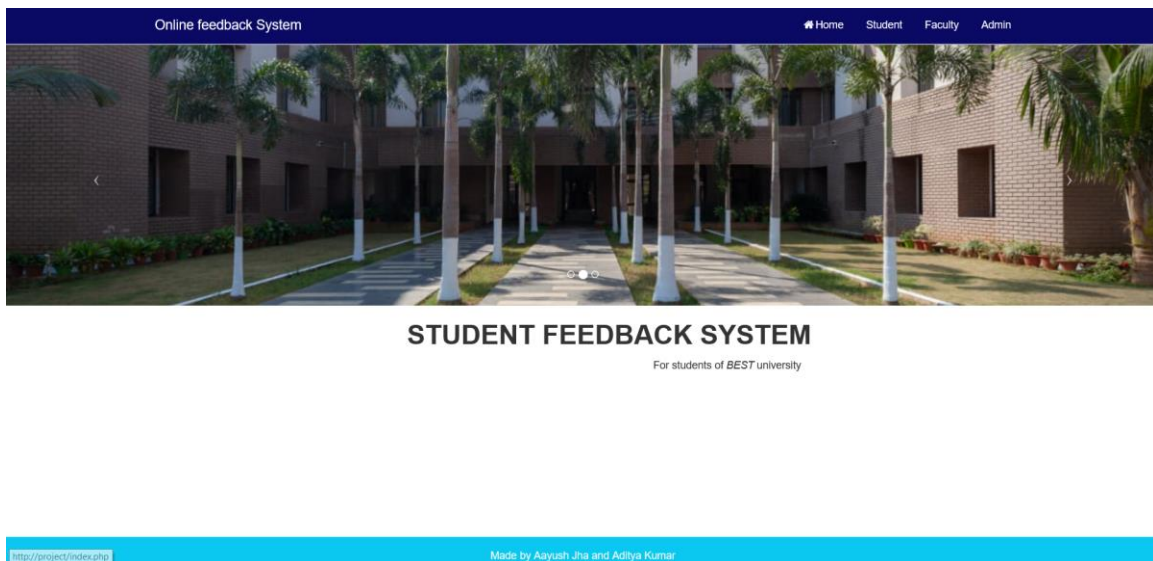 Online feedback System
Home Student Faculty Admin
STUDENT FEEDBACK SYSTEM
For students of BEST university
Made by Aayush Jha and Aditya Kumar
http://project/index.php